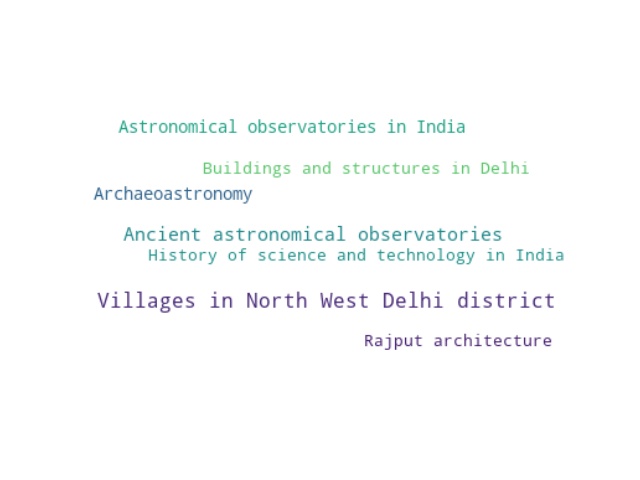 Astronomical observatories in India
Buildings and structures in Delhi
Archaeoastronomy
Ancient astronomical observatories
History of science and technology in India
Villages in North West Delhi district
Rajput architecture